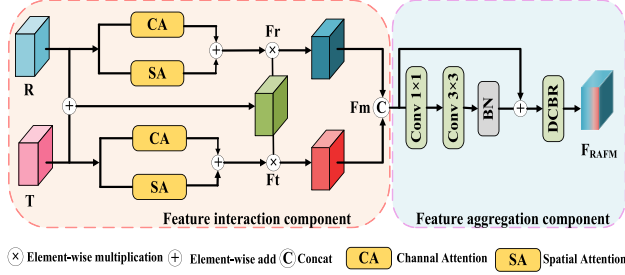 CA
Fr
SA
R
CA
Fm
C
Conv 1×1
Conv 3×3
BN
DCBR
F_RAFM
SA
Ft
T
Feature interaction component
Feature aggregation component
Element-wise multiplication
Element-wise add
C Concat
CA Channal Attention
SA Spatial Attention